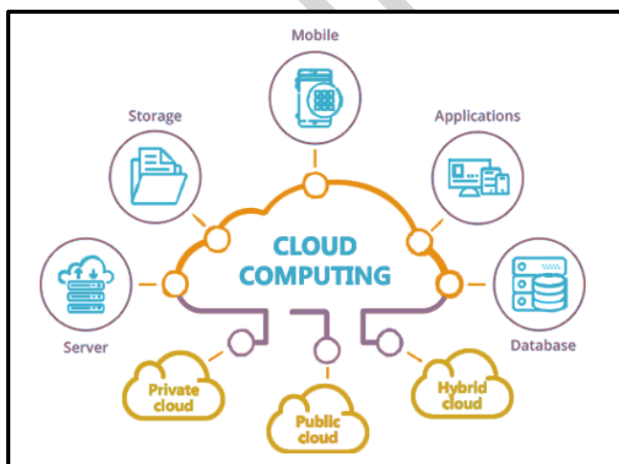 Mobile
Storage
Applications
CLOUD
COMPUTING
Server
Database
Private
cloud
Public
cloud
Hybrid
cloud